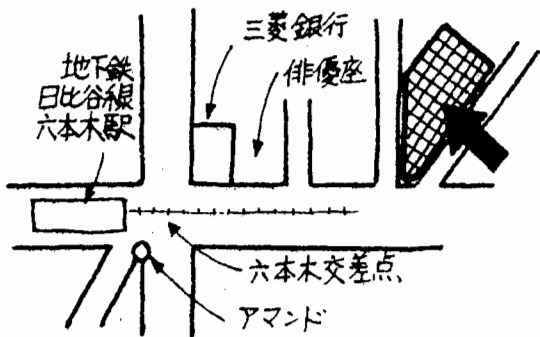 三菱銀行
俳優座
地下鉄
日比谷線
六本木駅
六本木交差点
アマンド